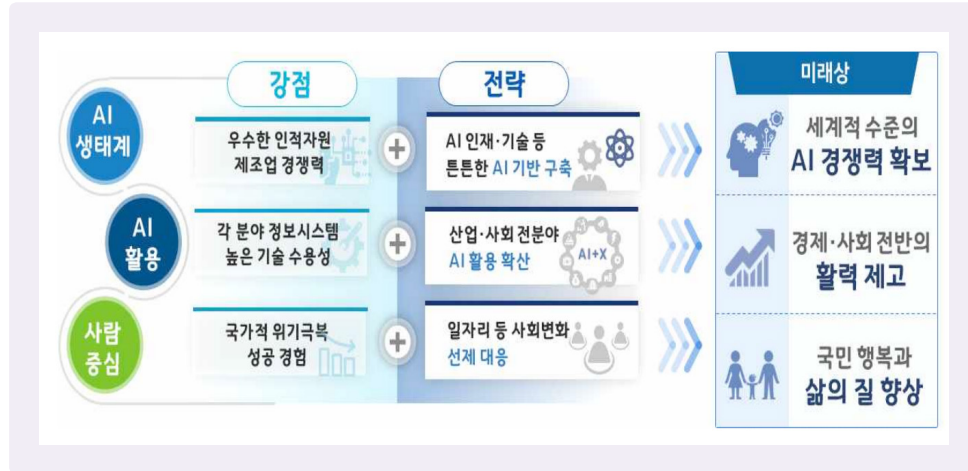 강점
전략
미래상
AI
생태계
우수한 인적자원
제조업 경쟁력
+
AI 인재·기술 등
튼튼한 AI 기반 구축
세계적 수준의
AI 경쟁력 확보
AI
활용
각 분야 정보시스템
높은 기술 수용성
+
산업·사회 전분야
AI 활용 확산
AI+X
경제·사회 전반의
활력 제고
사람
중심
국가적 위기극복
성공 경험
+
일자리 등 사회변화
선제 대응
국민 행복과
삶의 질 향상